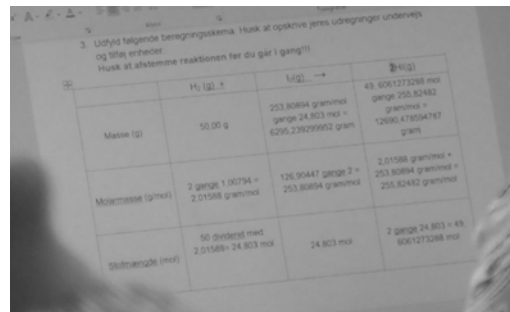 3. Udfyld følgende beregningsskema. Husk at opskrive jeres udregninger undervejs
og tilføj enheder.
Husk at afstemme reaktionen før du går i gang!!!
H₂ (g) +
I₂(g) →
HI(g)
Masse (g)
50,00 g
253,80894 gram/mol
gange 24,803 mol =
6295,239299952 gram
49, 6061273288 mol
gange 255,82482
gram/mol =
12690,478594767
gram
Molarmasse (g/mol)
2 gange 1,00794 =
2,01588 gram/mol
126,90447 gange 2 =
253,80894 gram/mol
2,01588 gram/mol +
253,80894 gram/mol =
255,82482 gram/mol
Stofmængde (mol)
50 divideret med
2,01588= 24,803 mol
24,803 mol
2 gange 24,803 = 49,
6061273288 mol